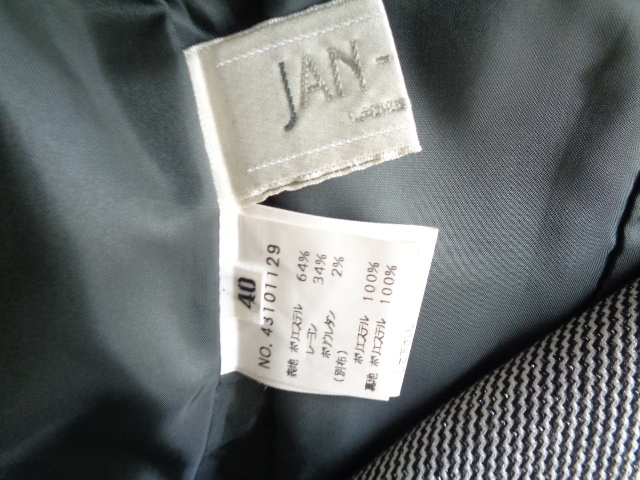 JAN-
40
NO. 43101129
表地 ポリエステル 64%
レーヨン 34%
ポリウレタン 2%
(別布)
ポリエステル 100%
裏地 ポリエステル 100%